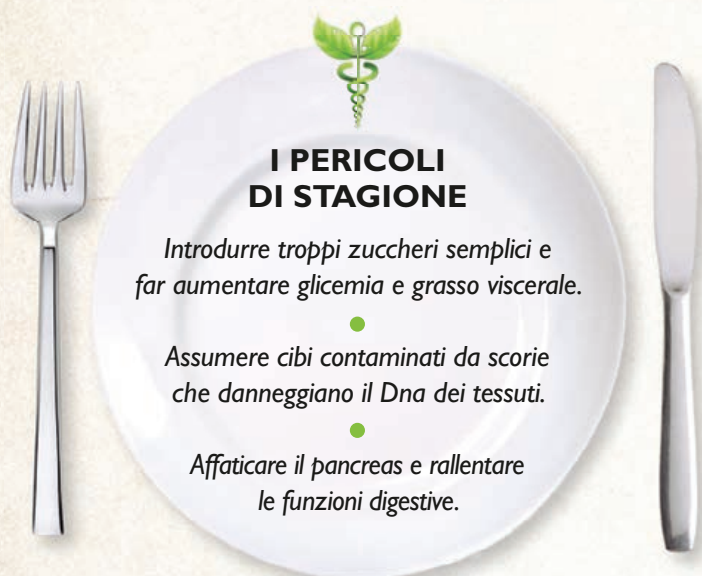 I PERICOLI
DI STAGIONE
Introdurre troppi zuccheri semplici e
far aumentare glicemia e grasso viscerale.
Assumere cibi contaminati da scorie
che danneggiano il Dna dei tessuti.
Affaticare il pancreas e rallentare
le funzioni digestive.